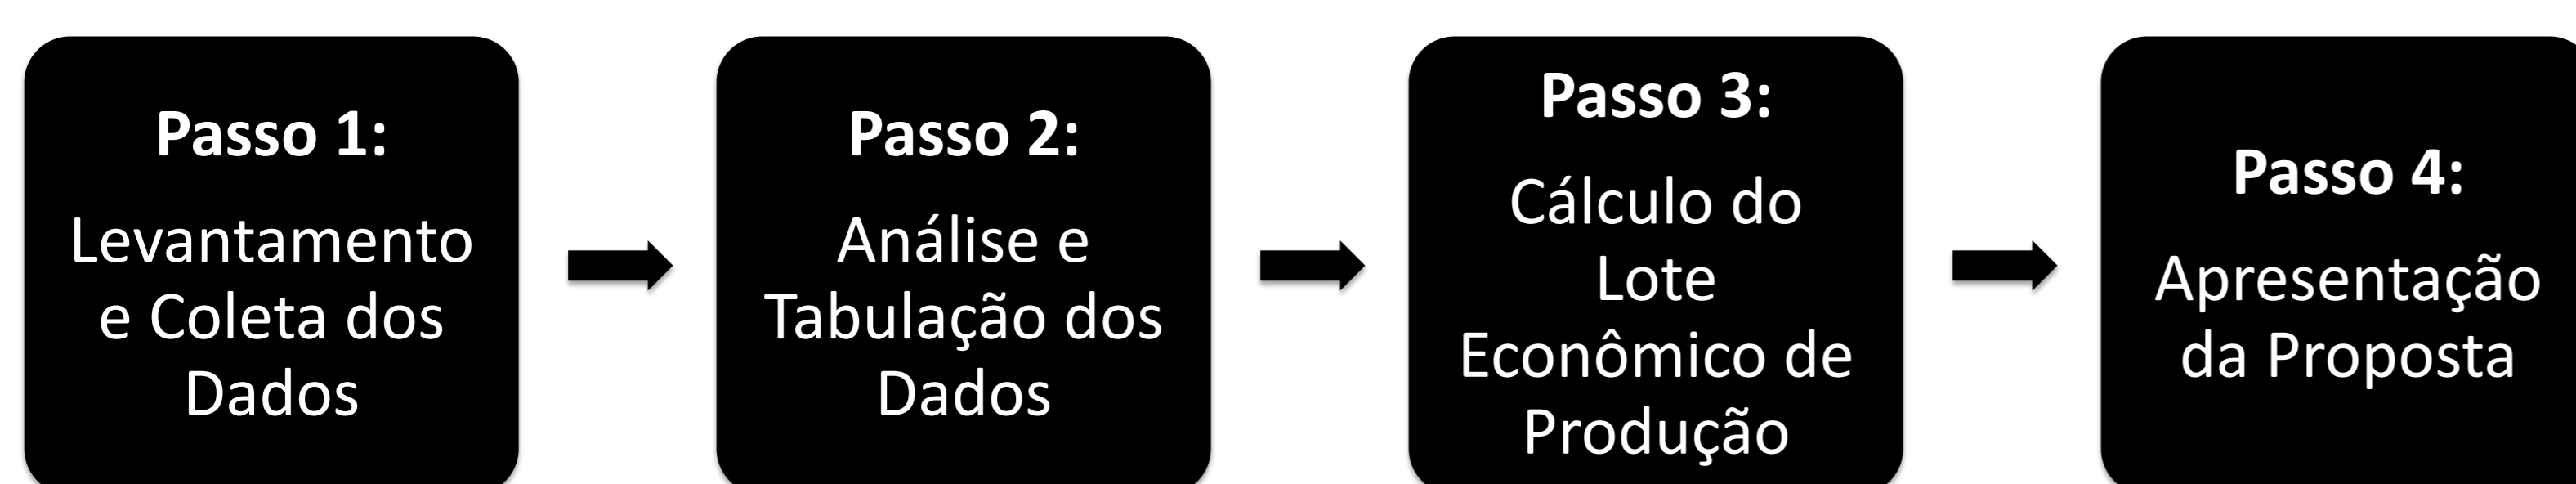 Passo 1:
Levantamento
e Coleta dos
Dados
Passo 2:
Análise e
Tabulação dos
Dados
Passo 3:
Cálculo do
Lote
Econômico de
Produção
Passo 4:
Apresentação
da Proposta